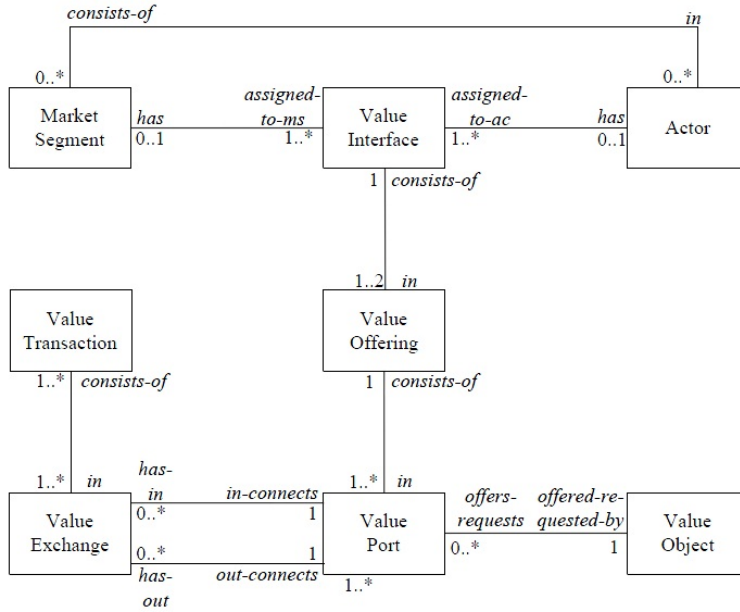 consists-of
in
0..*
0..*
Market
Segment
has
0..1
assigned-
to-ms
1..*
Value
Interface
assigned-
to-ac
1..*
has
0..1
Actor
1
consists-of
1..2
in
Value
Transaction
Value
Offering
1..*
consists-of
1
consists-of
1..*
in
has-
in
in-connects
1..*
in
offers-
requests
offered-re-
quested-by
Value
Exchange
0..*
1
Value
Port
0..*
1
Value
Object
0..*
1
has-
out
out-connects
1..*